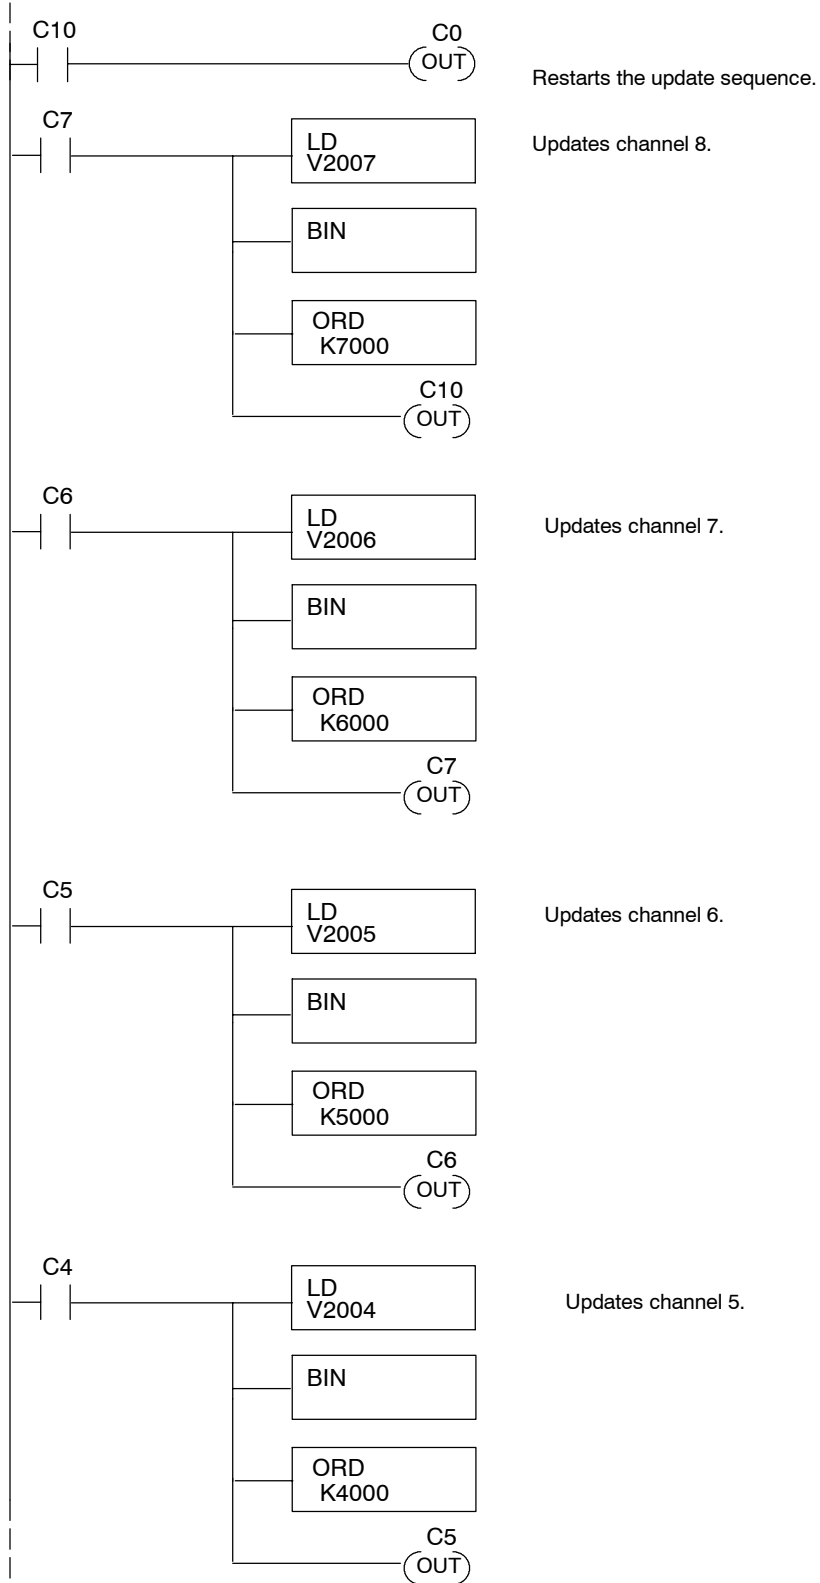 C10
C0
OUT
Restarts the update sequence.
C7
LD
V2007
Updates channel 8.
BIN
ORD
K7000
C10
OUT
C6
LD
V2006
Updates channel 7.
BIN
ORD
K6000
C7
OUT
C5
LD
V2005
Updates channel 6.
BIN
ORD
K5000
C6
OUT
C4
LD
V2004
Updates channel 5.
BIN
ORD
K4000
C5
OUT